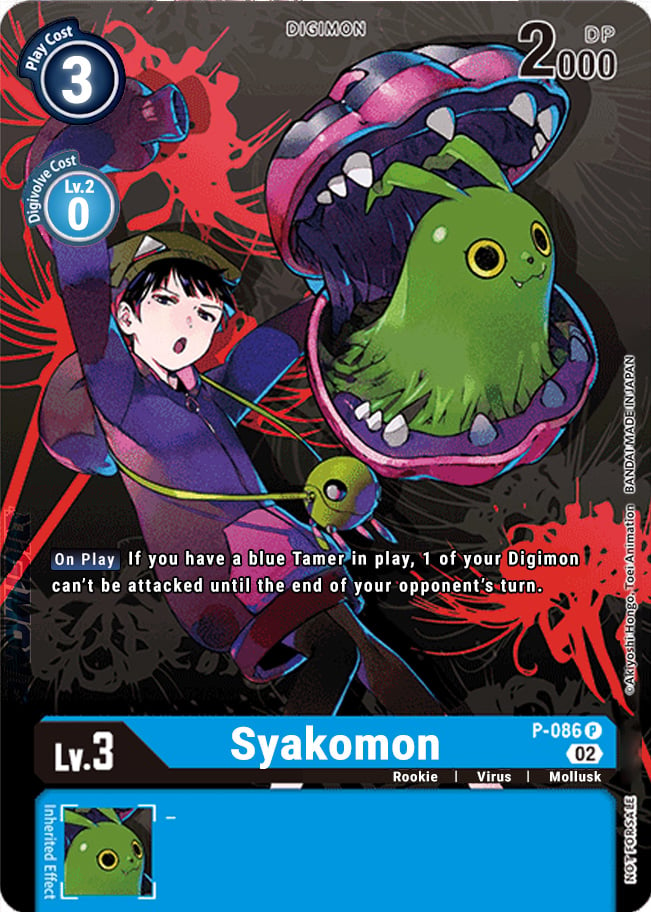 DIGIMON
Play Cost
3
2000
DP
Digivolve Cost
Lv.2
0
On Play If you have a blue Tamer in play, 1 of your Digimon
can't be attacked until the end of your opponent's turn.
©Akiyoshi Hongo, Toei Animation BANDAI MADE IN JAPAN
Lv.3
Syakomon
P-086 P
02
Rookie | Virus | Mollusk
Inherited Effect
-
NOT FOR SALE